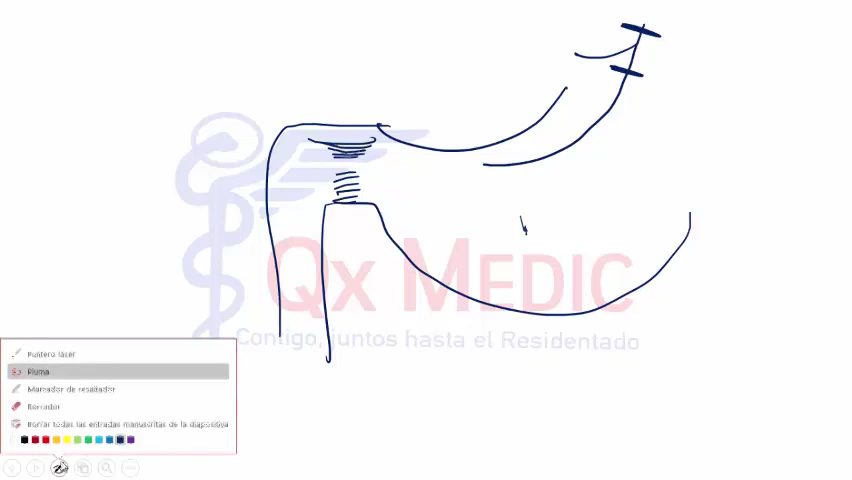 Qx MEDIC
Contigo, juntos hasta el Residentado
Puntero láser
Pluma
Marcador de resaltador
Borrador
Borrar todas las entradas manuscritas de la diapositiva